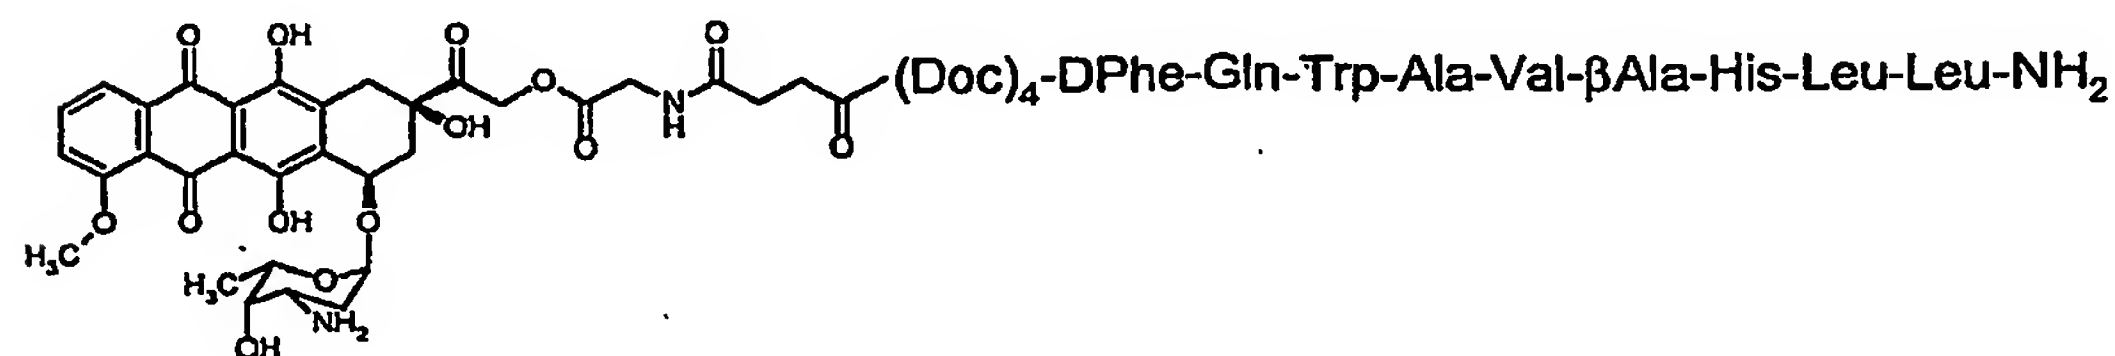 O OH O O (Doc)4-DPhe-Gln-Trp-Ala-Val-βAla-His-Leu-Leu-NH2
O OH N H O O
O O OH O
H3C
H3C O
NH2
OH